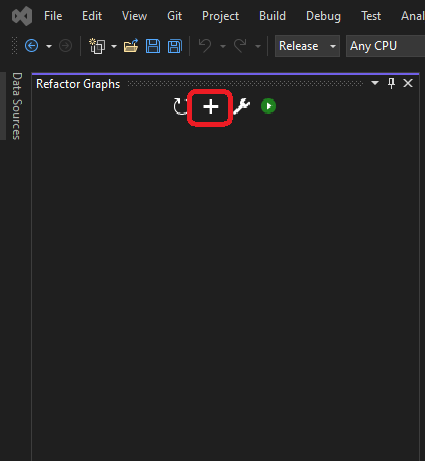 File Edit View Git Project Build Debug Test Anal
Release Any CPU
Data Sources
Refactor Graphs